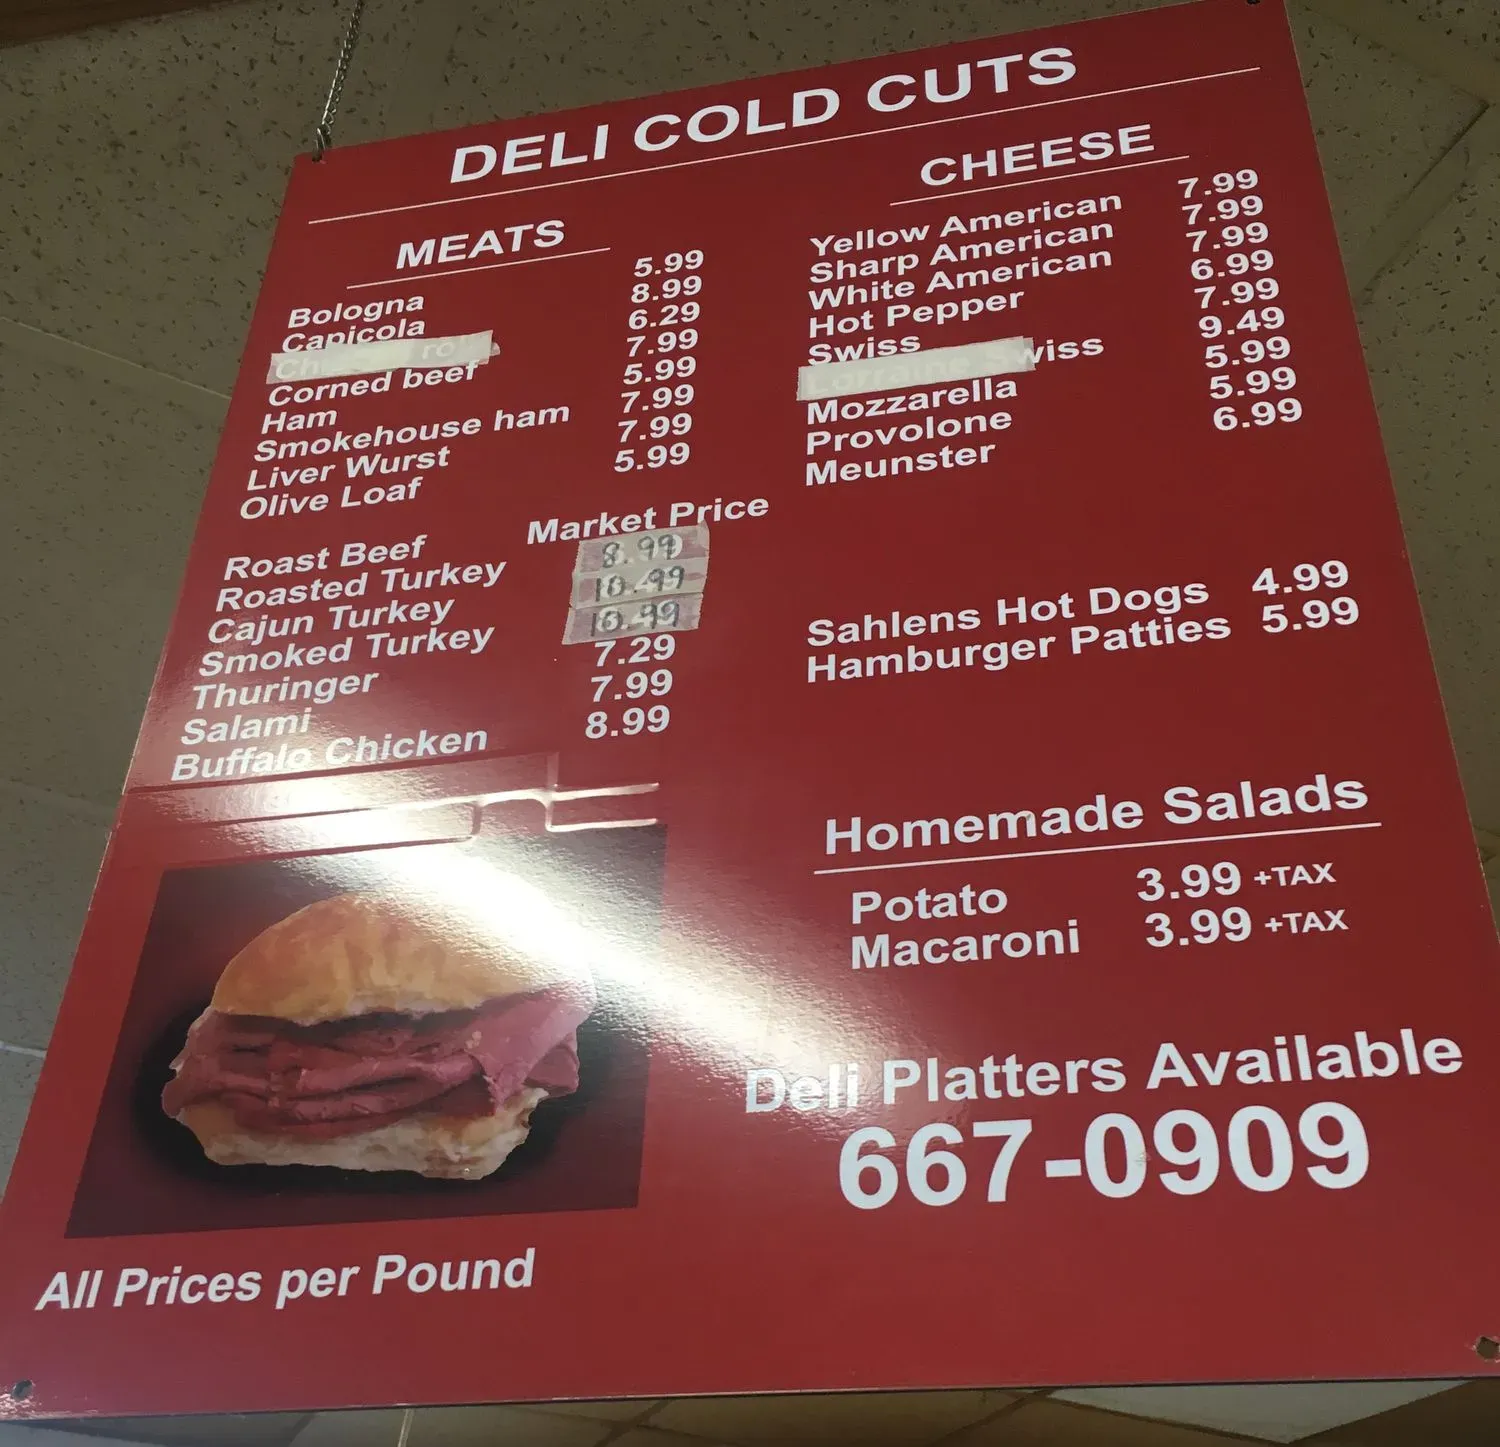 DELI COLD CUTS
MEATS
Bologna 5.99
Capicola 8.99
6.29
Corned beef 7.99
Ham 5.99
Smokehouse ham 7.99
Liver Wurst 7.99
Olive Loaf 5.99
Roast Beef Market Price
Roasted Turkey 8.99
Cajun Turkey 10.99
Smoked Turkey 10.49
Thuringer 7.29
Salami 7.99
Buffalo Chicken 8.99
All Prices per Pound
CHEESE
Yellow American 7.99
Sharp American 7.99
White American 7.99
Hot Pepper 6.99
Swiss 7.99
Lorraine Swiss 9.49
Mozzarella 5.99
Provolone 5.99
Meunster 6.99
Sahlens Hot Dogs 4.99
Hamburger Patties 5.99
Homemade Salads
Potato 3.99 +TAX
Macaroni 3.99 +TAX
Deli Platters Available
667-0909